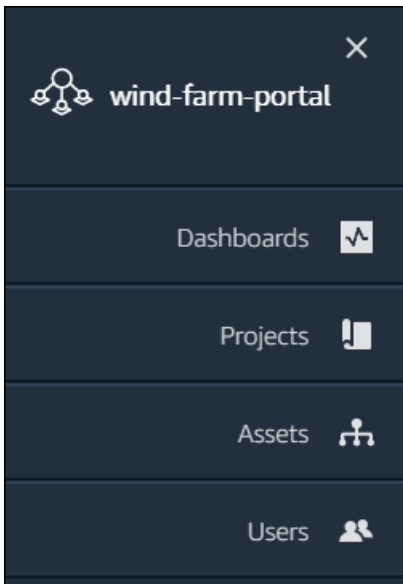 wind-farm-portal
Dashboards
Projects
Assets
Users